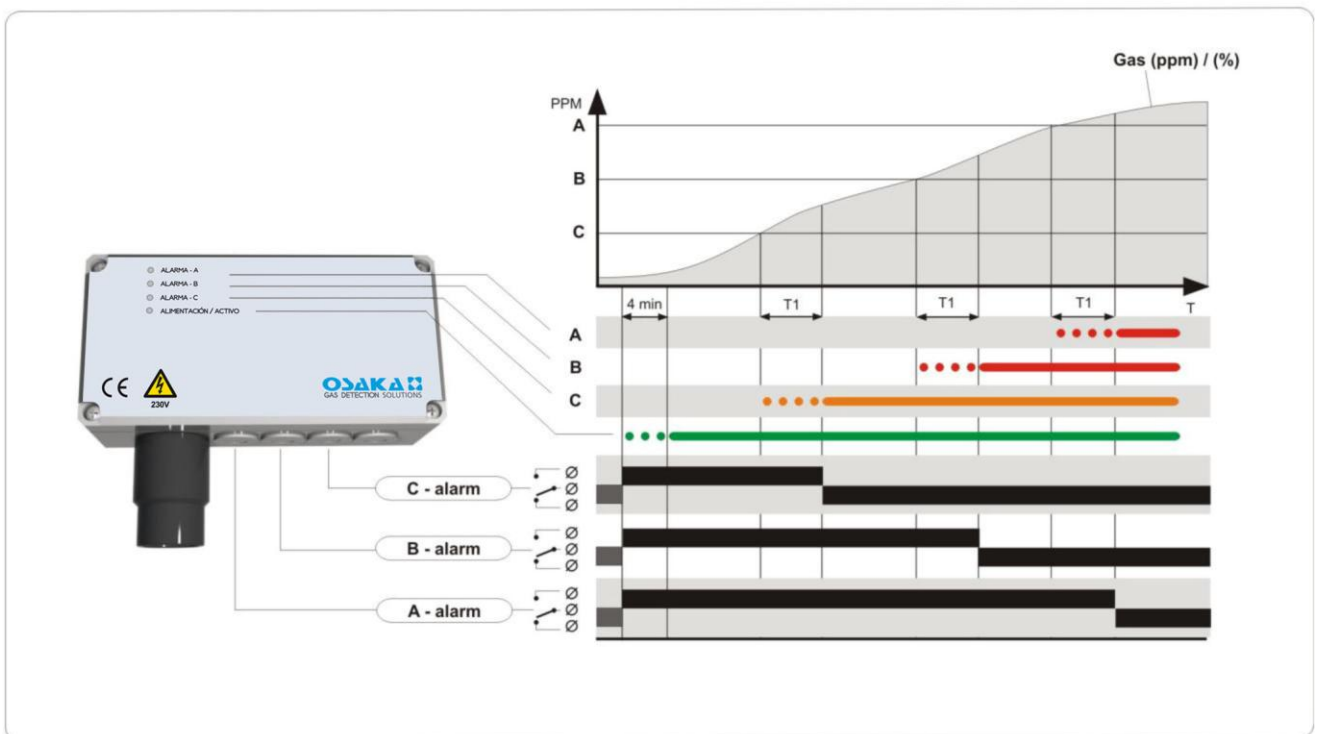 Gas (ppm) / (%)
PPM
A
B
C
4 min
T1
T1
T1
T
ALARMA - A
ALARMA - B
ALARMA - C
ALIMENTACIÓN / ACTIVO
230V
OSAKA
GAS DETECTION SOLUTIONS
CE
A
B
C
C - alarm
Ø
Ø
Ø
B - alarm
Ø
Ø
Ø
A - alarm
Ø
Ø
Ø